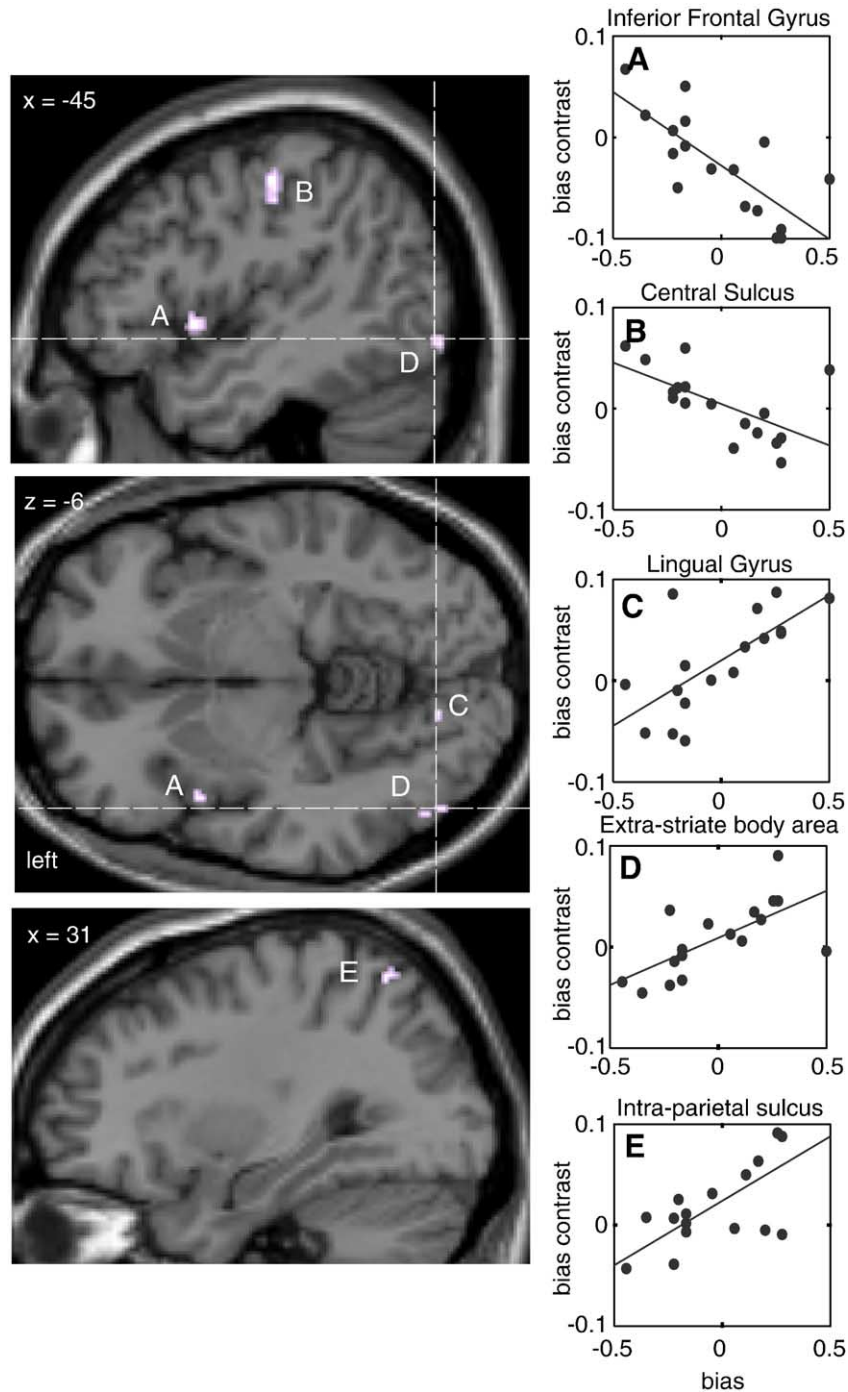 x = -45
B
A
D
z = -6
C
A
D
left
x = 31
E
Inferior Frontal Gyrus
A
0.1
0
-0.1
bias contrast
-0.5
0
0.5
Central Sulcus
B
0.1
0
-0.1
bias contrast
-0.5
0
0.5
Lingual Gyrus
C
0.1
0
-0.1
bias contrast
-0.5
0
0.5
Extra-striate body area
D
0.1
0
-0.1
bias contrast
-0.5
0
0.5
Intra-parietal sulcus
E
0.1
0
-0.1
bias contrast
-0.5
0
0.5
bias